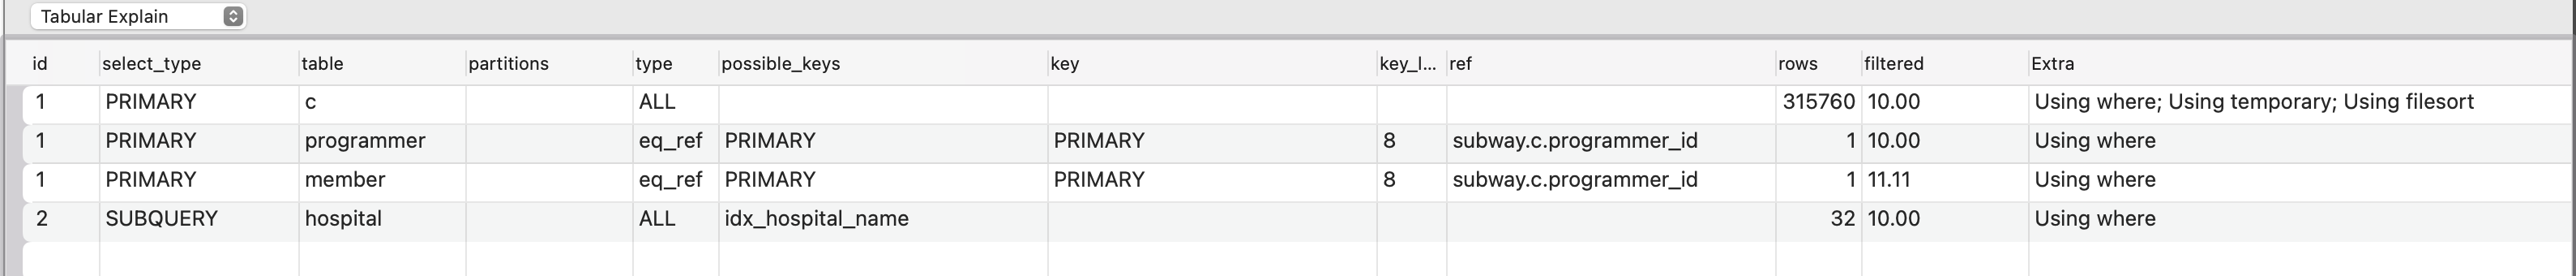 Tabular Explain
id select_type table partitions type possible_keys key key_l... ref rows filtered Extra
1 PRIMARY c ALL 315760 10.00 Using where; Using temporary; Using filesort
1 PRIMARY programmer eq_ref PRIMARY PRIMARY 8 subway.c.programmer_id 1 10.00 Using where
1 PRIMARY member eq_ref PRIMARY PRIMARY 8 subway.c.programmer_id 1 11.11 Using where
2 SUBQUERY hospital ALL idx_hospital_name 32 10.00 Using where